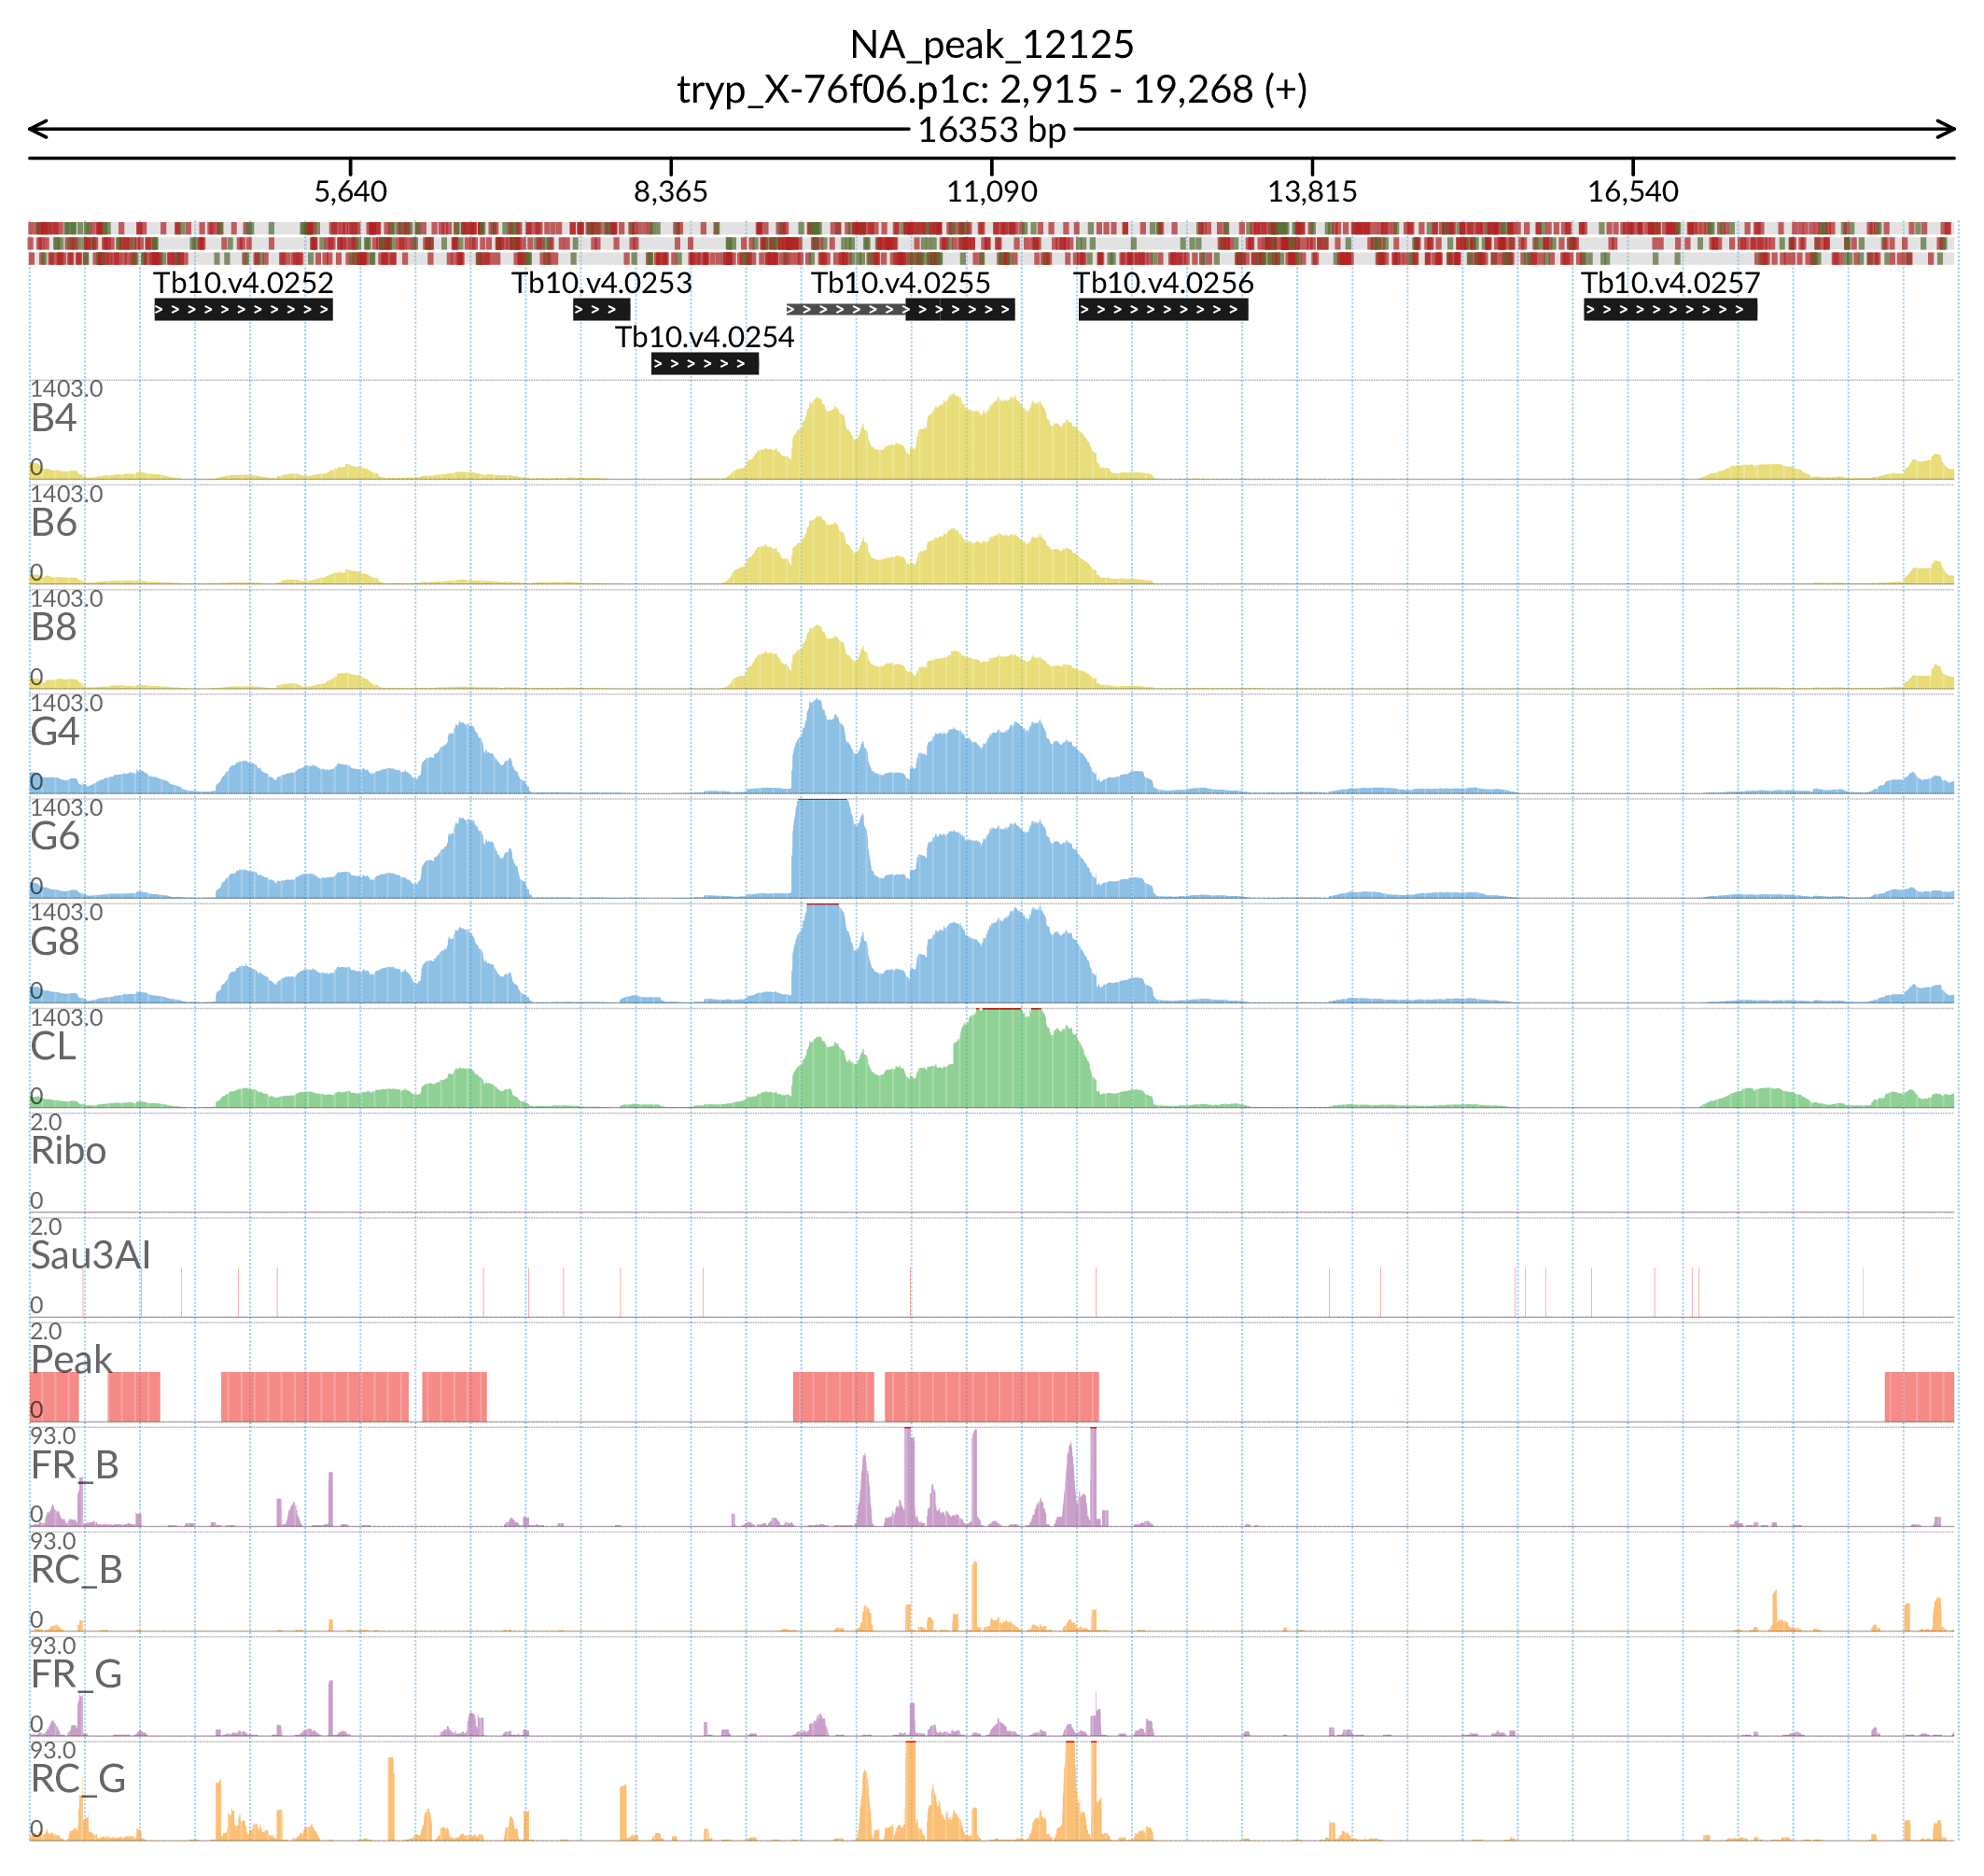 NA_peak_12125
tryp_X-76f06.p1c: 2,915 - 19,268 (+)
16353 bp
5,640 8,365 11,090 13,815 16,540
Tb10.v4.0252 Tb10.v4.0253 Tb10.v4.0255 Tb10.v4.0256 Tb10.v4.0257
Tb10.v4.0254
1403.0
B4
0
1403.0
B6
0
1403.0
B8
0
1403.0
G4
0
1403.0
G6
0
1403.0
G8
0
1403.0
CL
0
2.0
Ribo
0
2.0
Sau3AI
0
2.0
Peak
0
93.0
FR_B
0
93.0
RC_B
0
93.0
FR_G
0
93.0
RC_G
0